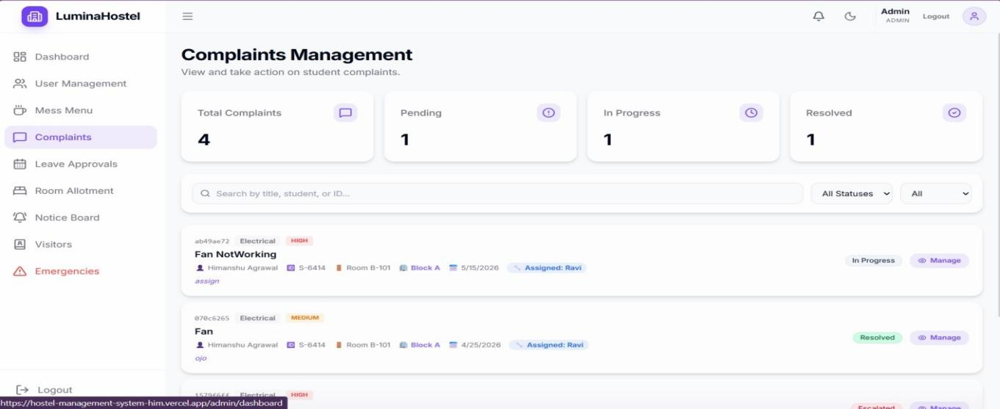 LuminaHostel
Admin
ADMIN
Logout
Dashboard
User Management
Mess Menu
Complaints
Leave Approvals
Room Allotment
Notice Board
Visitors
Emergencies
Logout
Complaints Management
View and take action on student complaints.
Total Complaints
4
Pending
1
In Progress
1
Resolved
1
Search by title, student, or ID...
All Statuses
All
ab49ae72 Electrical HIGH
Fan NotWorking
Himanshu Agrawal S-6414 Room B-101 Block A 5/15/2026 Assigned: Ravi
assign
In Progress
Manage
070c6265 Electrical MEDIUM
Fan
Himanshu Agrawal S-6414 Room B-101 Block A 4/25/2026 Assigned: Ravi
ojo
Resolved
Manage
Electrical HIGH
Escalated
Manage
https://hostel-management-system-him.vercel.app/admin/dashboard